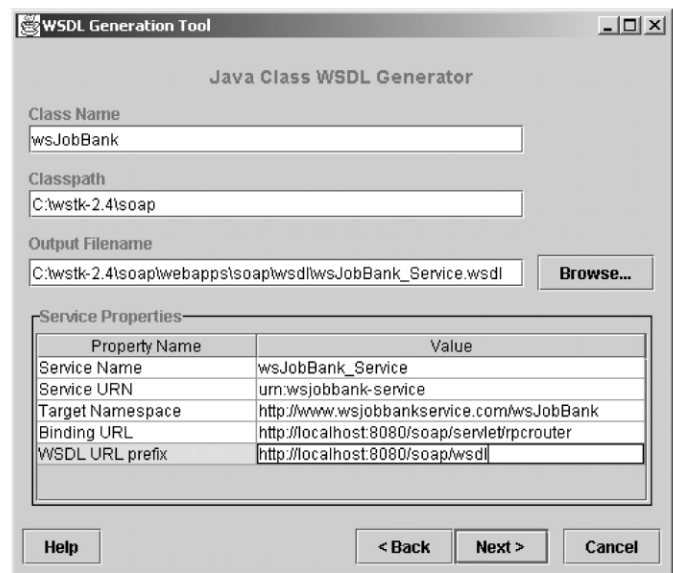 WSDL Generation Tool
Java Class WSDL Generator
Class Name
wsJobBank
Classpath
C:\wstk-2.4\soap
Output Filename
C:\wstk-2.4\soap\webapps\soap\wsdl\wsJobBank_Service.wsdl Browse...
Service Properties
Property Name Value
Service Name wsJobBank_Service
Service URN urn:wsjobbank-service
Target Namespace http://www.wsjobbankservice.com/wsJobBank
Binding URL http://localhost:8080/soap/servlet/rpcrouter
WSDL URL prefix http://localhost:8080/soap/wsdl
Help < Back Next > Cancel